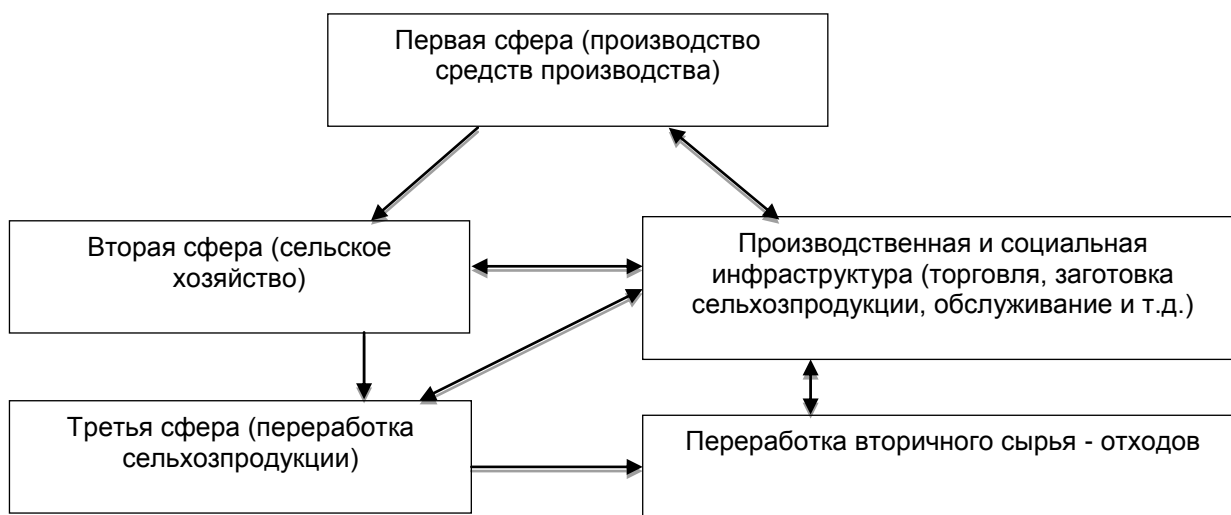 Первая сфера (производство
средств производства)
Вторая сфера (сельское
хозяйство)
Производственная и социальная
инфраструктура (торговля, заготовка
сельхозпродукции, обслуживание и т.д.)
Третья сфера (переработка
сельхозпродукции)
Переработка вторичного сырья - отходов